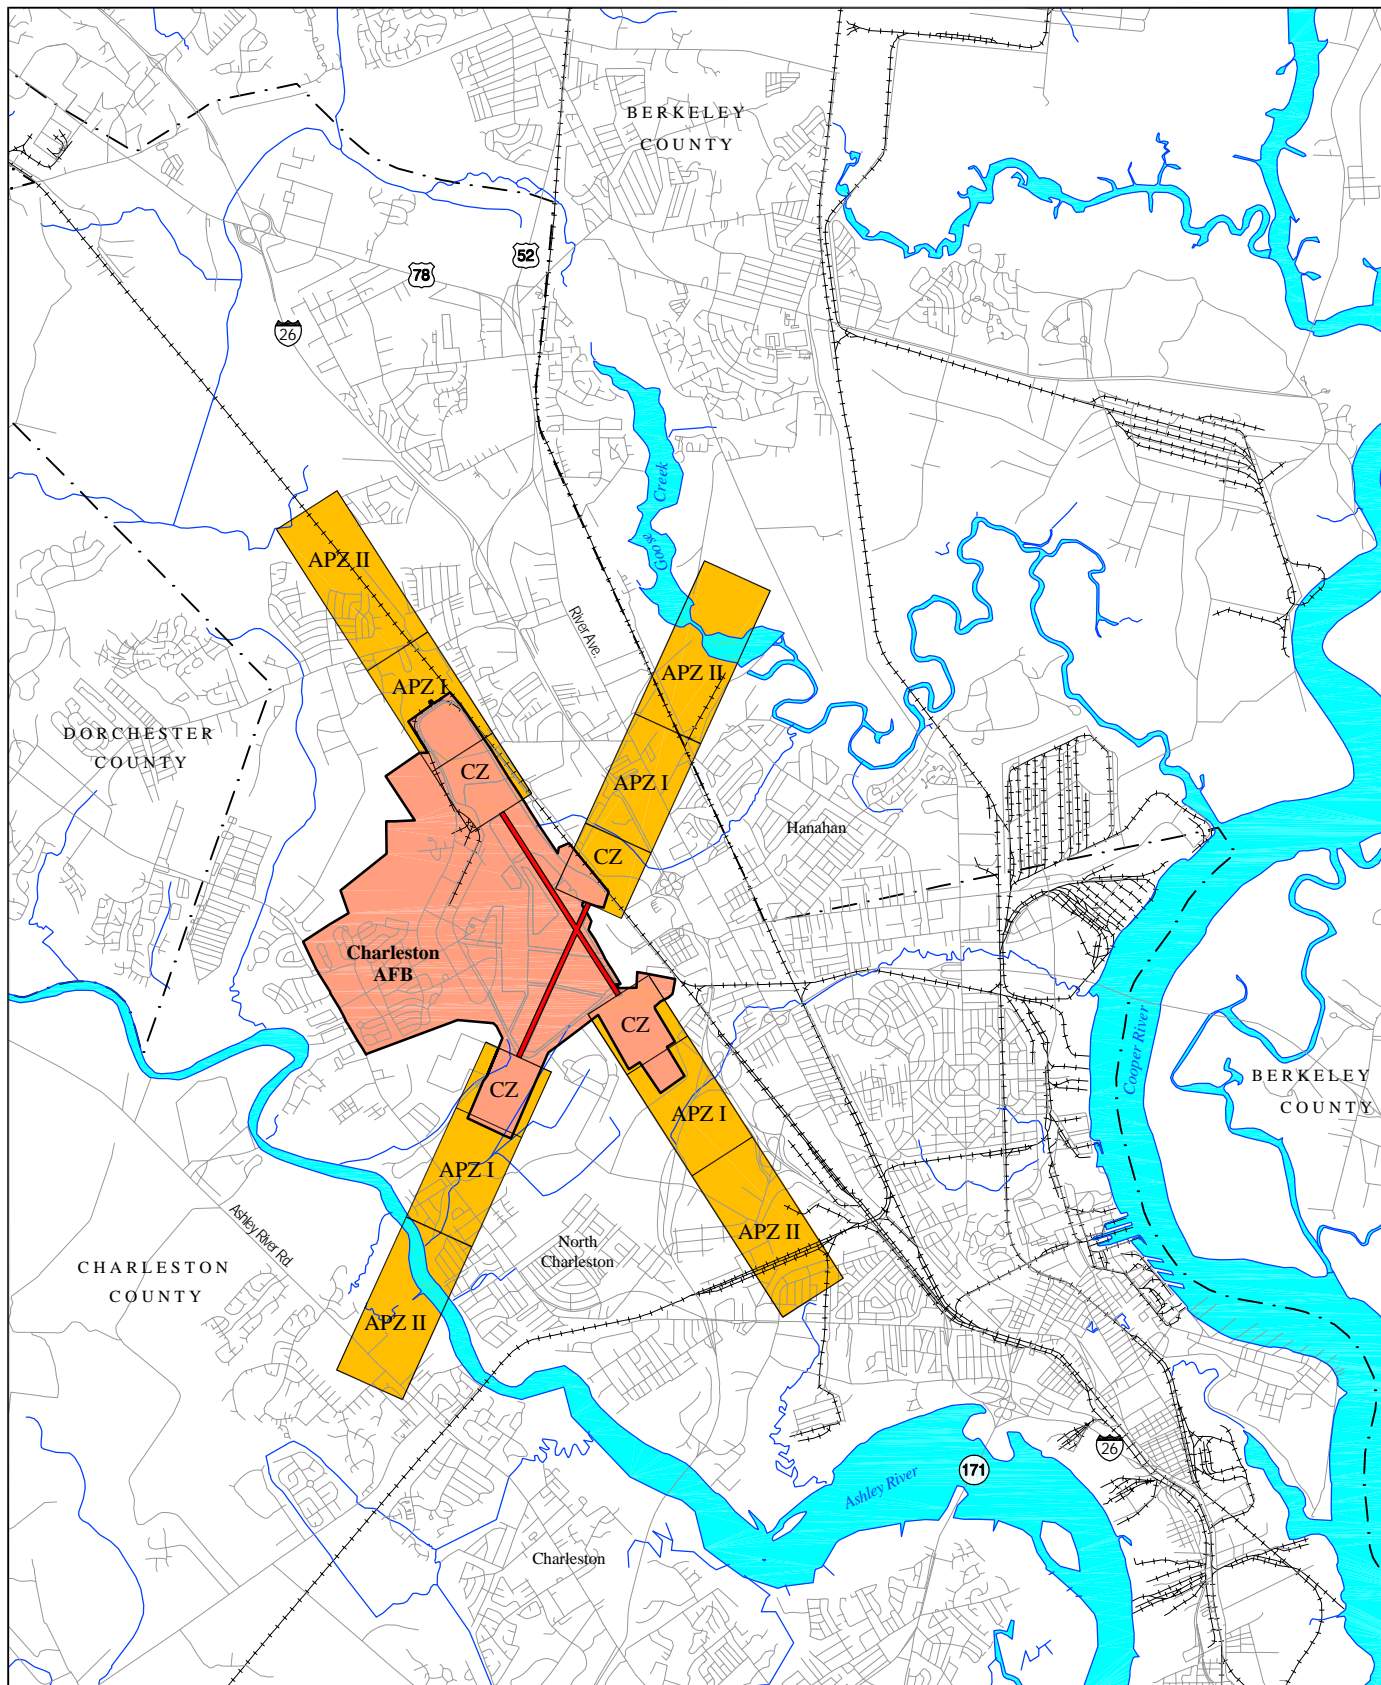 BERKELEY
COUNTY
52
78
26
Goose Creek
APZ II
River Ave.
APZ II
APZ I
DORCHESTER
COUNTY
CZ
APZ I
Hanahan
CZ
Charleston
AFB
CZ
Cooper River
BERKELEY
COUNTY
CZ
APZ I
APZ I
Ashley River Rd.
APZ II
North
Charleston
CHARLESTON
COUNTY
APZ II
26
171
Ashley River
Charleston